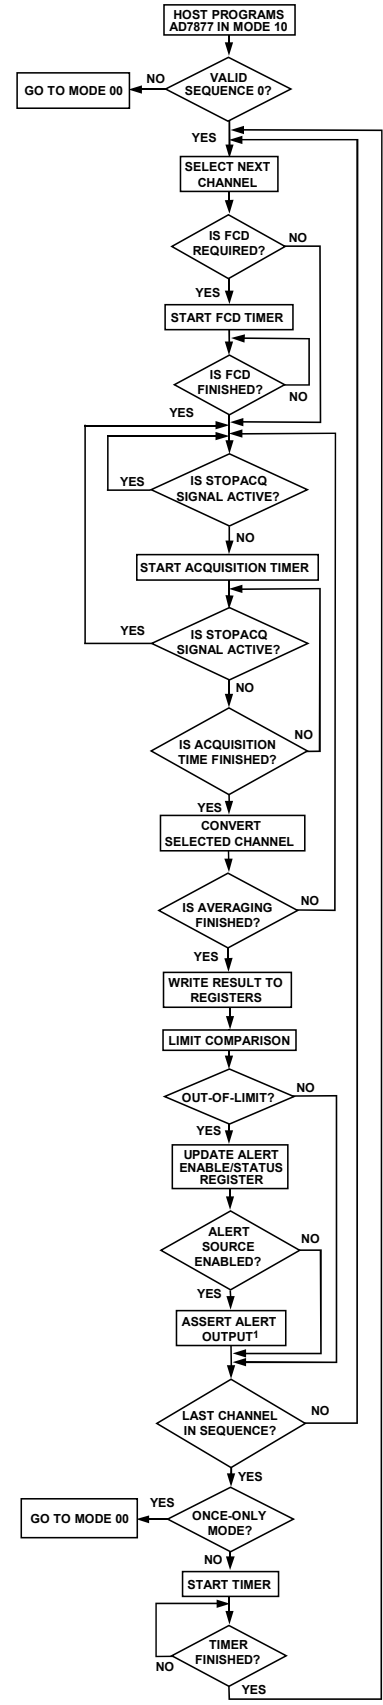 HOST PROGRAMS
AD7877 IN MODE 10
VALID
SEQUENCE 0?
NO
GO TO MODE 00
YES
SELECT NEXT
CHANNEL
IS FCD
REQUIRED?
NO
YES
START FCD TIMER
IS FCD
FINISHED?
NO
YES
IS STOPACQ
SIGNAL ACTIVE?
YES
NO
START ACQUISITION TIMER
IS STOPACQ
SIGNAL ACTIVE?
YES
NO
IS ACQUISITION
TIME FINISHED?
NO
YES
CONVERT
SELECTED CHANNEL
IS AVERAGING
FINISHED?
NO
YES
WRITE RESULT TO
REGISTERS
LIMIT COMPARISON
OUT-OF-LIMIT?
NO
YES
UPDATE ALERT
ENABLE/STATUS
REGISTER
ALERT
SOURCE
ENABLED?
NO
YES
ASSERT ALERT
OUTPUT1
LAST CHANNEL
IN SEQUENCE?
NO
YES
ONCE-ONLY
MODE?
YES
GO TO MODE 00
NO
START TIMER
TIMER
FINISHED?
NO
YES